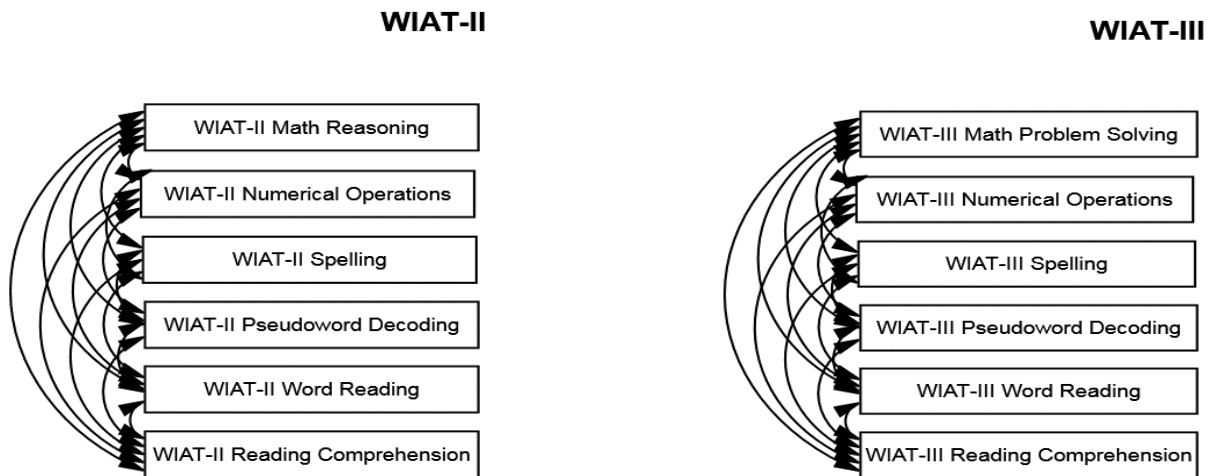 WIAT-II
WIAT-II Math Reasoning
WIAT-II Numerical Operations
WIAT-II Spelling
WIAT-II Pseudoword Decoding
WIAT-II Word Reading
WIAT-II Reading Comprehension
WIAT-III
WIAT-III Math Problem Solving
WIAT-III Numerical Operations
WIAT-III Spelling
WIAT-III Pseudoword Decoding
WIAT-III Word Reading
WIAT-III Reading Comprehension